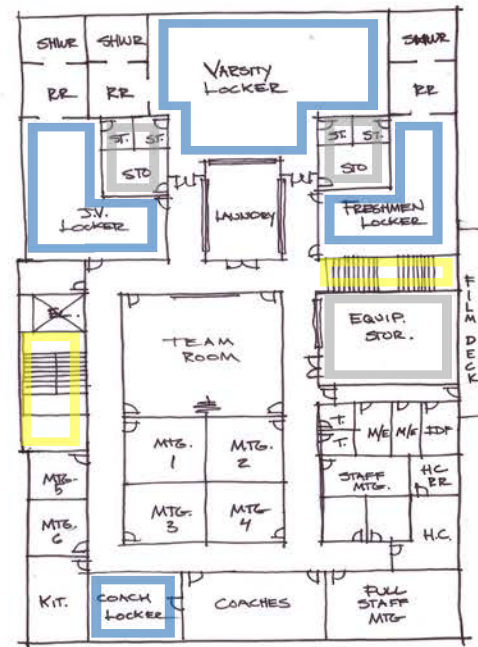 SHWR
SHWR
SHWR
VARSITY
LOCKER
RR
RR
RR
ST.
ST.
ST.
ST.
STO
STO
J.V.
LOCKER
LAUNDRY
FRESHMEN
LOCKER
EL.
TEAM
ROOM
EQUIP.
STOR.
FILM DECK
MTG.
1
MTG.
2
T.
T.
M/E
M/E
IDF
MTG.
5
STAFF
MTG.
HC
RR
MTG.
6
MTG.
3
MTG.
4
H.C.
KIT.
COACH
LOCKER
COACHES
FULL
STAFF
MTG